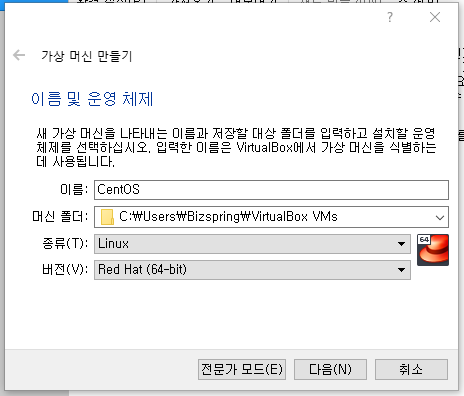 ? ×
← 가상 머신 만들기
이름 및 운영 체제
새 가상 머신을 나타내는 이름과 저장할 대상 폴더를 입력하고 설치할 운영
체제를 선택하십시오. 입력한 이름은 VirtualBox에서 가상 머신을 식별하는
데 사용됩니다.
이름: CentOS
머신 폴더: C:₩Users₩Bizspring₩VirtualBox VMs
종류(T): Linux
64
버전(V): Red Hat (64-bit)
전문가 모드(E) 다음(N) 취소